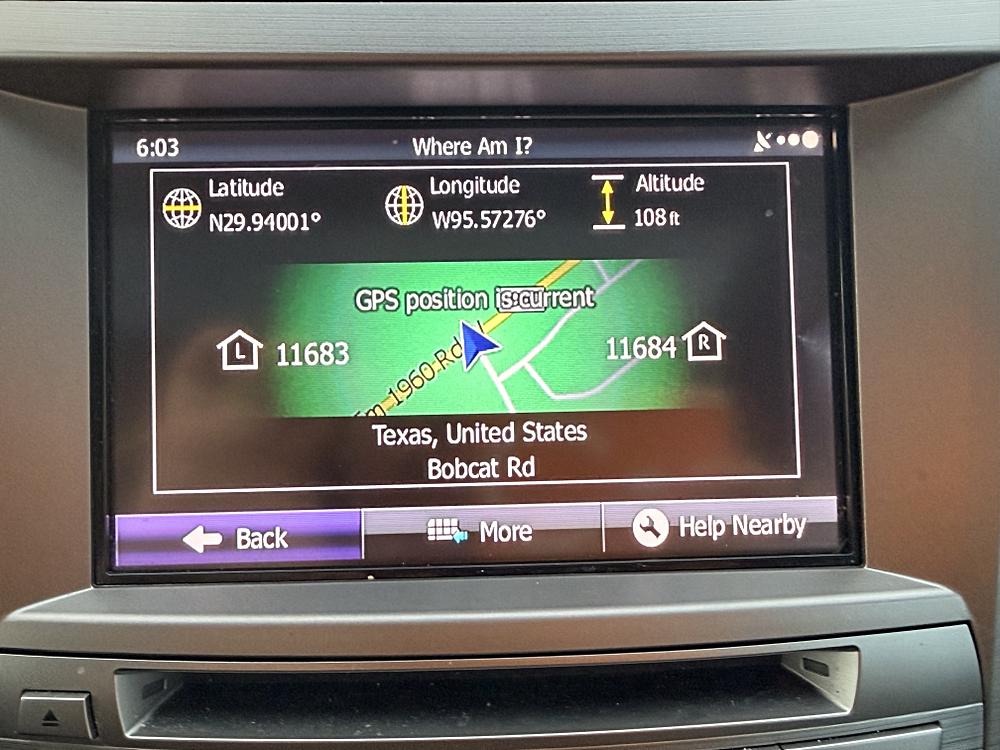 6:03
Where Am I?
Latitude
N29.94001°
Longitude
W95.57276°
Altitude
108 ft
GPS position is:current
L 11683
11684 R
Fm 1960 Rd
Texas, United States
Bobcat Rd
Back
More
Help Nearby